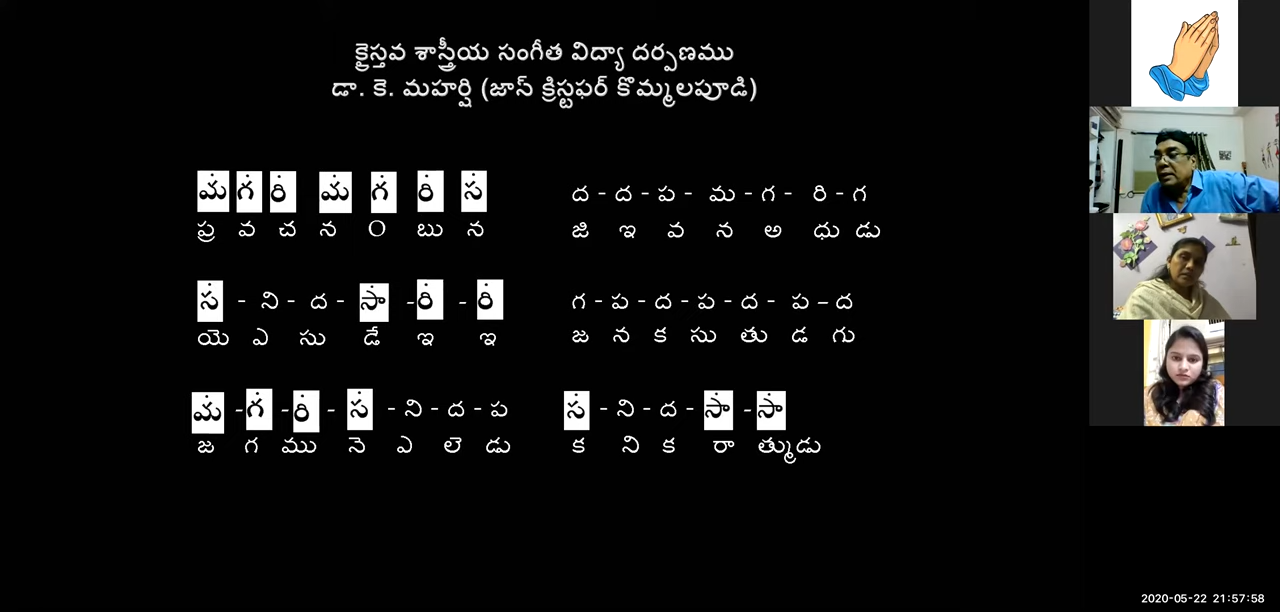 క్రైస్తవ శాస్త్రీయ సంగీత విద్యా దర్పణము
డా. కె. మహర్షి (జాస్ క్రిస్టఫర్ కొమ్మలపూడి)
మ గ రి మ గ రి స ద - ద - ప - మ - గ - రి - గ
ప్ర వ చ న ం బు న జి ఇ వ న అ ధు డు
స - ని - ద - సా - రి - రి గ - ప - ద - ప - ద - ప – ద
యె ఎ సు డే ఇ ఇ జ న క సు తు డ గు
మ - గ - రి - స - ని - ద - ప స - ని - ద - సా - సా
జ గ ము నె ఎ లె డు క ని క రా త్ముడు
2020-05-22 21:57:58